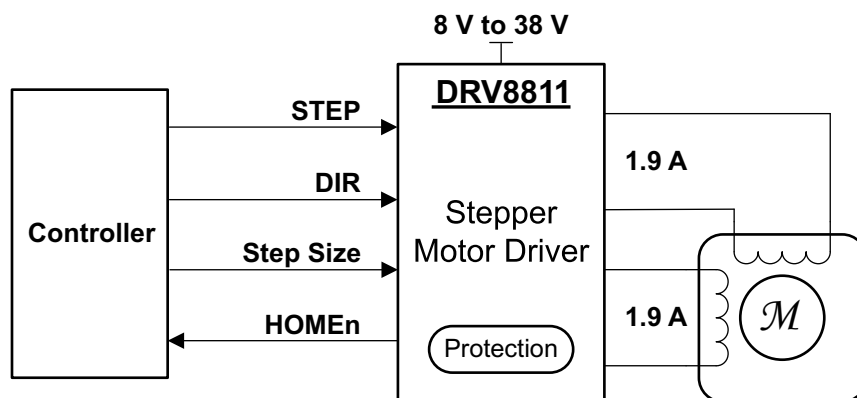 8 V to 38 V
DRV8811
STEP
1.9 A
DIR
Controller
Stepper
Motor Driver
Step Size
HOMEn
1.9 A
M
Protection